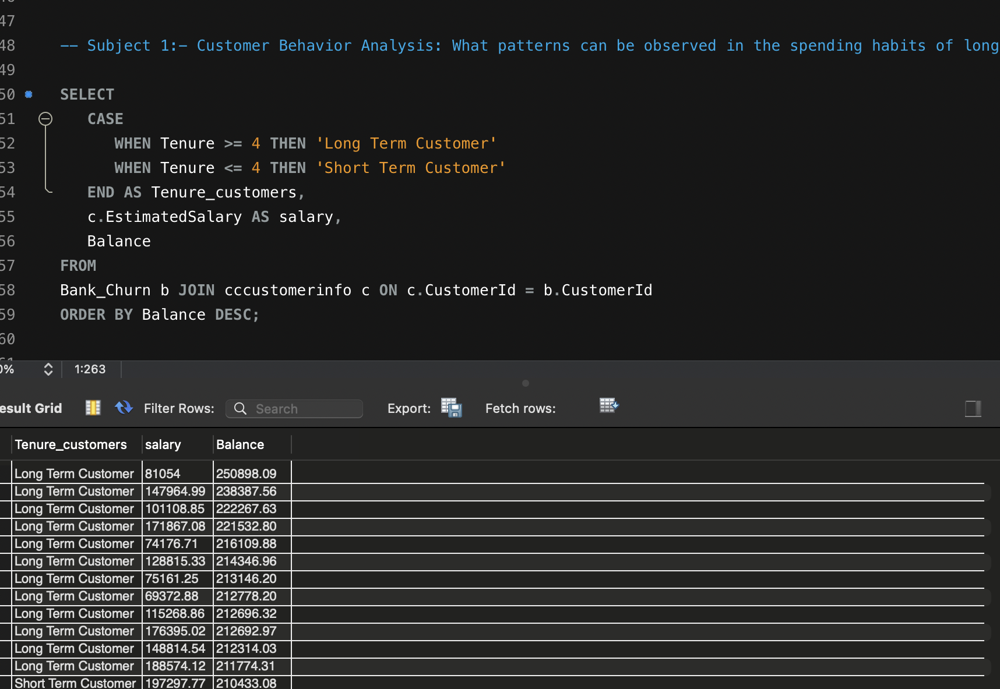 47
48 -- Subject 1:- Customer Behavior Analysis: What patterns can be observed in the spending habits of long
49
50 SELECT
51 CASE
52 WHEN Tenure >= 4 THEN 'Long Term Customer'
53 WHEN Tenure <= 4 THEN 'Short Term Customer'
54 END AS Tenure_customers,
55 c.EstimatedSalary AS salary,
56 Balance
57 FROM
58 Bank_Churn b JOIN cccustomerinfo c ON c.CustomerId = b.CustomerId
59 ORDER BY Balance DESC;
60
0% 1:263
esult Grid Filter Rows: Search Export: Fetch rows:
Tenure_customers salary Balance
Long Term Customer 81054 250898.09
Long Term Customer 147964.99 238387.56
Long Term Customer 101108.85 222267.63
Long Term Customer 171867.08 221532.80
Long Term Customer 74176.71 216109.88
Long Term Customer 128815.33 214346.96
Long Term Customer 75161.25 213146.20
Long Term Customer 69372.88 212778.20
Long Term Customer 115268.86 212696.32
Long Term Customer 176395.02 212692.97
Long Term Customer 148814.54 212314.03
Long Term Customer 188574.12 211774.31
Short Term Customer 197297.77 210433.08